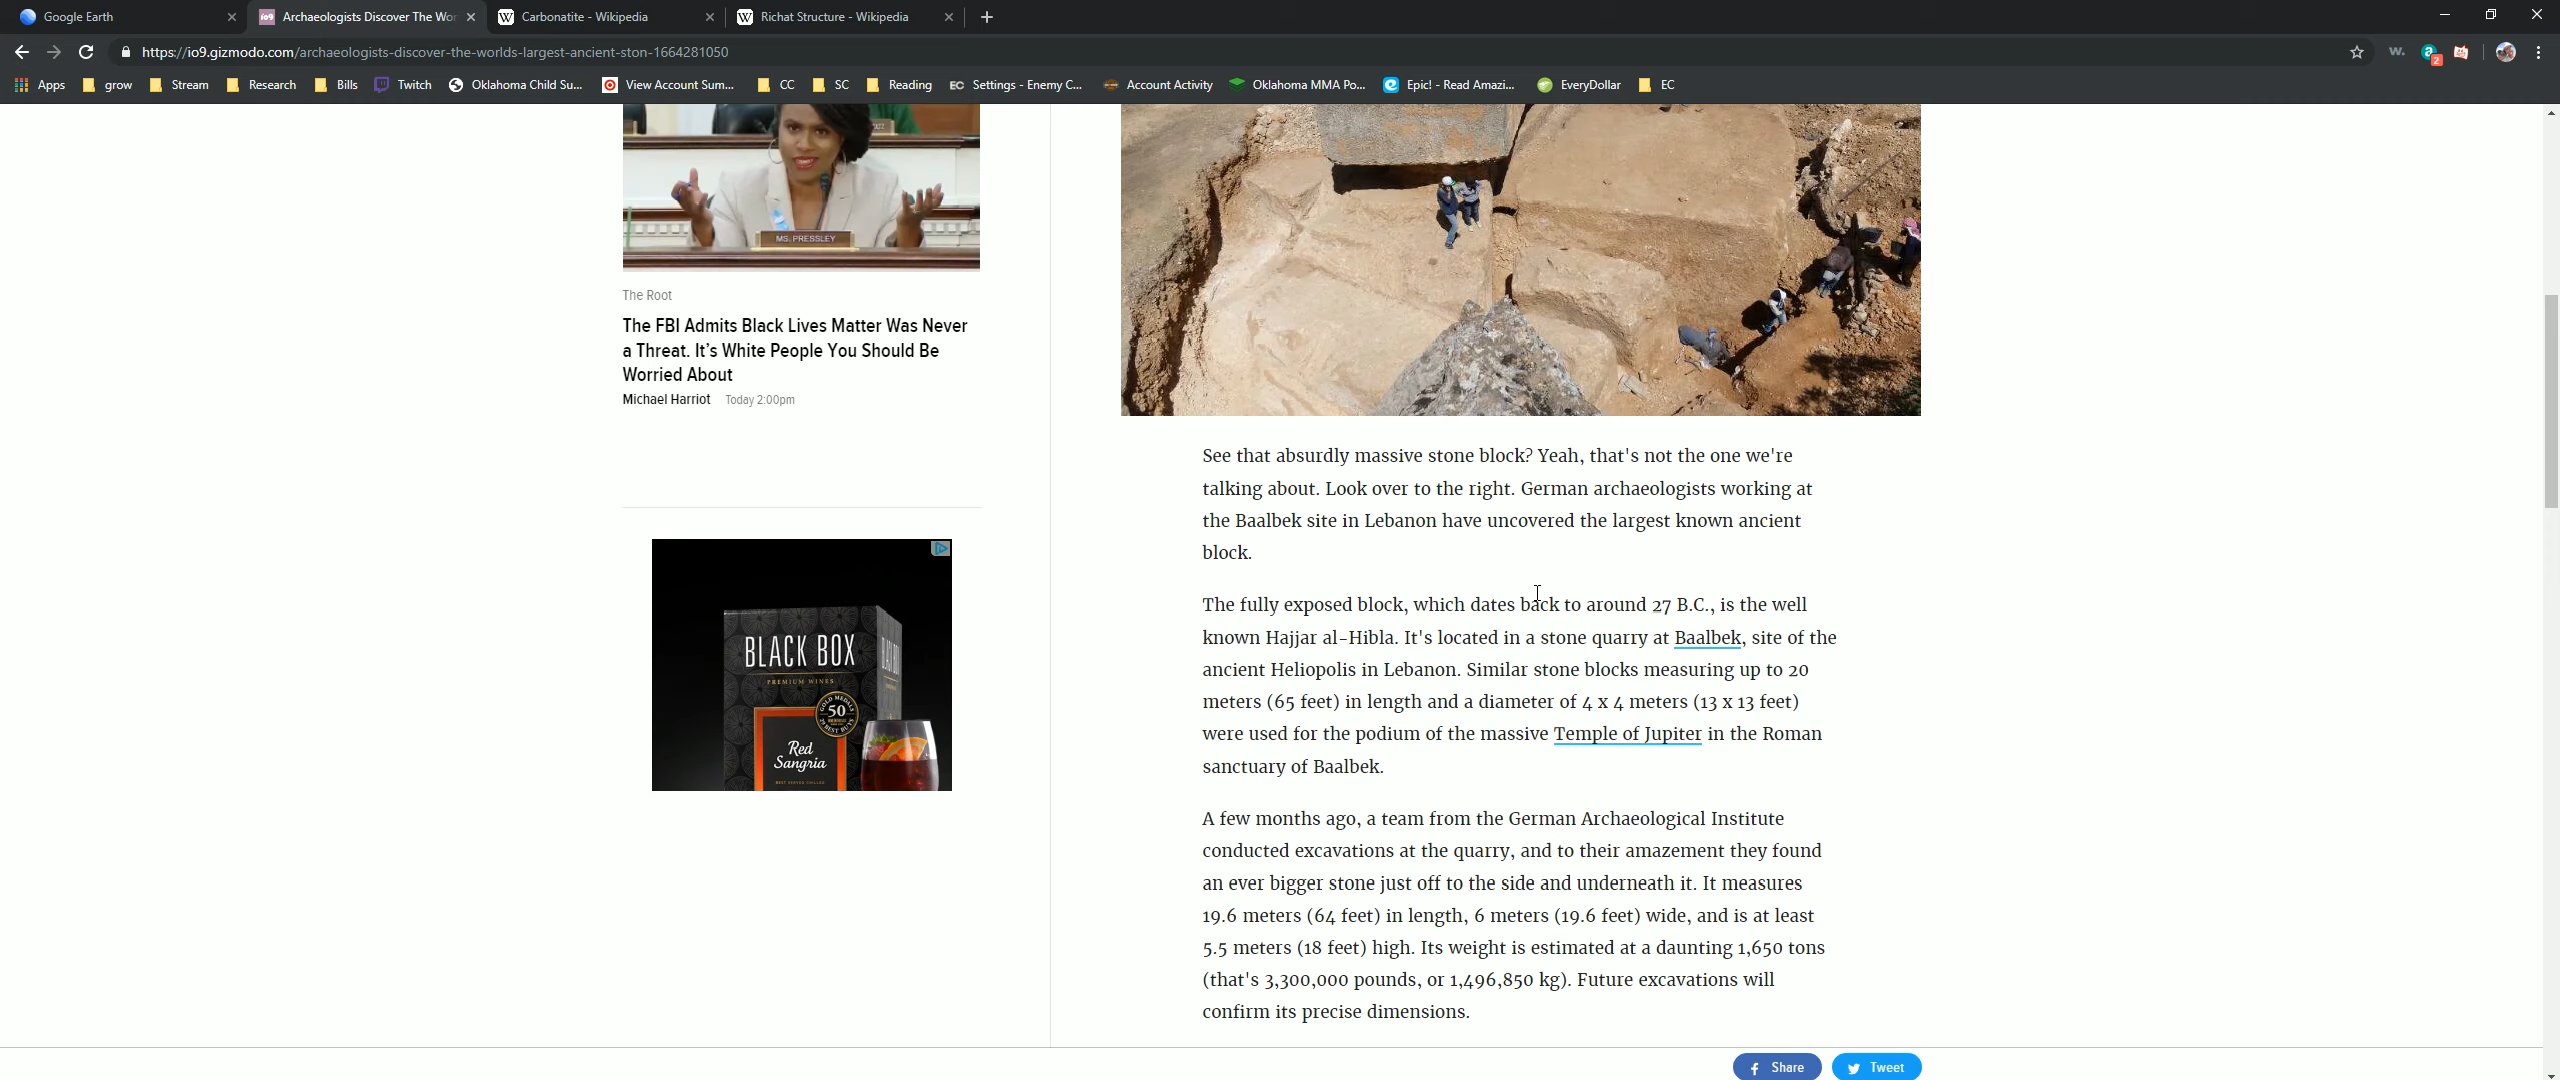 Google Earth
Archaeologists Discover The Wor
Carbonatite - Wikipedia
Richat Structure - Wikipedia
https://io9.gizmodo.com/archaeologists-discover-the-worlds-largest-ancient-ston-1664281050
Apps
grow
Stream
Research
Bills
Twitch
Oklahoma Child Su...
View Account Sum...
CC
SC
Reading
EC Settings - Enemy C...
Account Activity
Oklahoma MMA Po...
Epic! - Read Amazi...
EveryDollar
EC
MS. PRESSLEY
The Root
The FBI Admits Black Lives Matter Was Never
a Threat. It's White People You Should Be
Worried About
Michael Harriot Today 2:00pm
BLACK BOX
PREMIUM WINES
GOLD MEDALS
50
BEST BUYS
Red
Sangria
BEST SERVED CHILLED
See that absurdly massive stone block? Yeah, that's not the one we're
talking about. Look over to the right. German archaeologists working at
the Baalbek site in Lebanon have uncovered the largest known ancient
block.
The fully exposed block, which dates back to around 27 B.C., is the well
known Hajjar al-Hibla. It's located in a stone quarry at Baalbek, site of the
ancient Heliopolis in Lebanon. Similar stone blocks measuring up to 20
meters (65 feet) in length and a diameter of 4 x 4 meters (13 x 13 feet)
were used for the podium of the massive Temple of Jupiter in the Roman
sanctuary of Baalbek.
A few months ago, a team from the German Archaeological Institute
conducted excavations at the quarry, and to their amazement they found
an ever bigger stone just off to the side and underneath it. It measures
19.6 meters (64 feet) in length, 6 meters (19.6 feet) wide, and is at least
5.5 meters (18 feet) high. Its weight is estimated at a daunting 1,650 tons
(that's 3,300,000 pounds, or 1,496,850 kg). Future excavations will
confirm its precise dimensions.
Share
Tweet